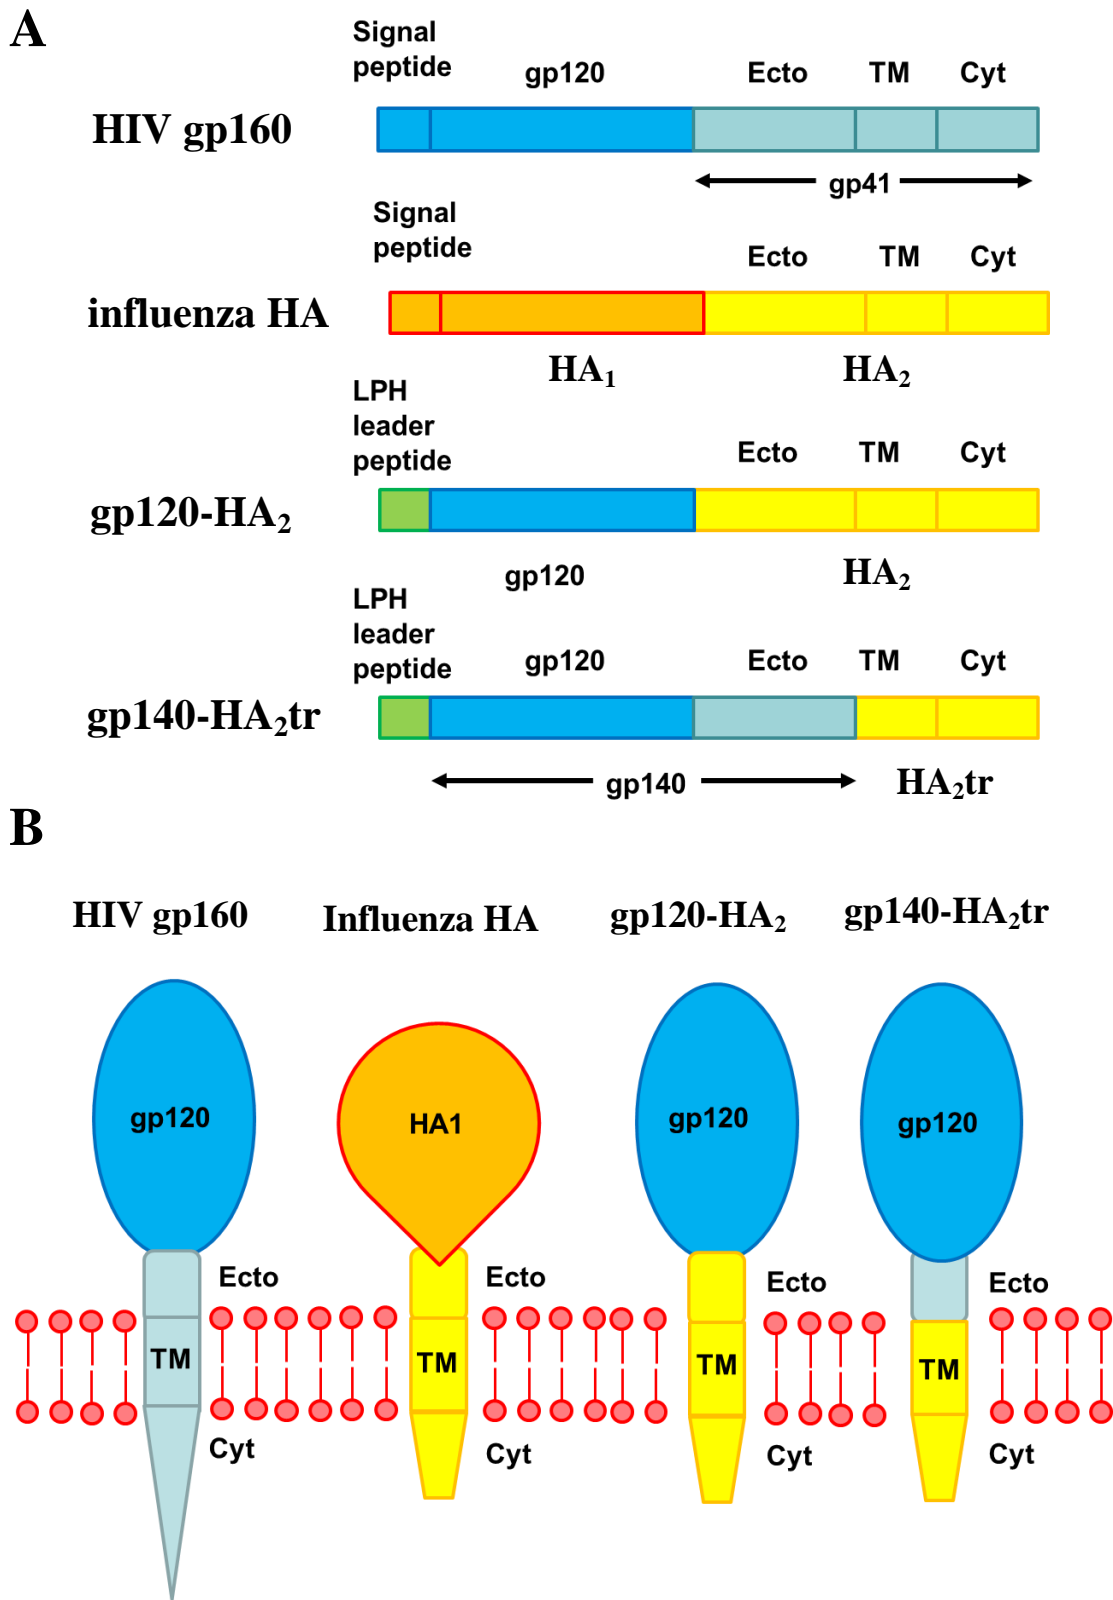 A
Signal
peptide
gp120
Ecto
TM
Cyt
HIV gp160
gp41
Signal
peptide
Ecto
TM
Cyt
influenza HA
HA₁
HA₂
LPH
leader
peptide
Ecto
TM
Cyt
gp120-HA₂
gp120
HA₂
LPH
leader
peptide
gp120
Ecto
TM
Cyt
gp140-HA₂tr
gp140
HA₂tr
B
HIV gp160
Influenza HA
gp120-HA₂
gp140-HA₂tr
gp120
HA1
gp120
gp120
Ecto
Ecto
Ecto
Ecto
TM
TM
TM
TM
Cyt
Cyt
Cyt
Cyt